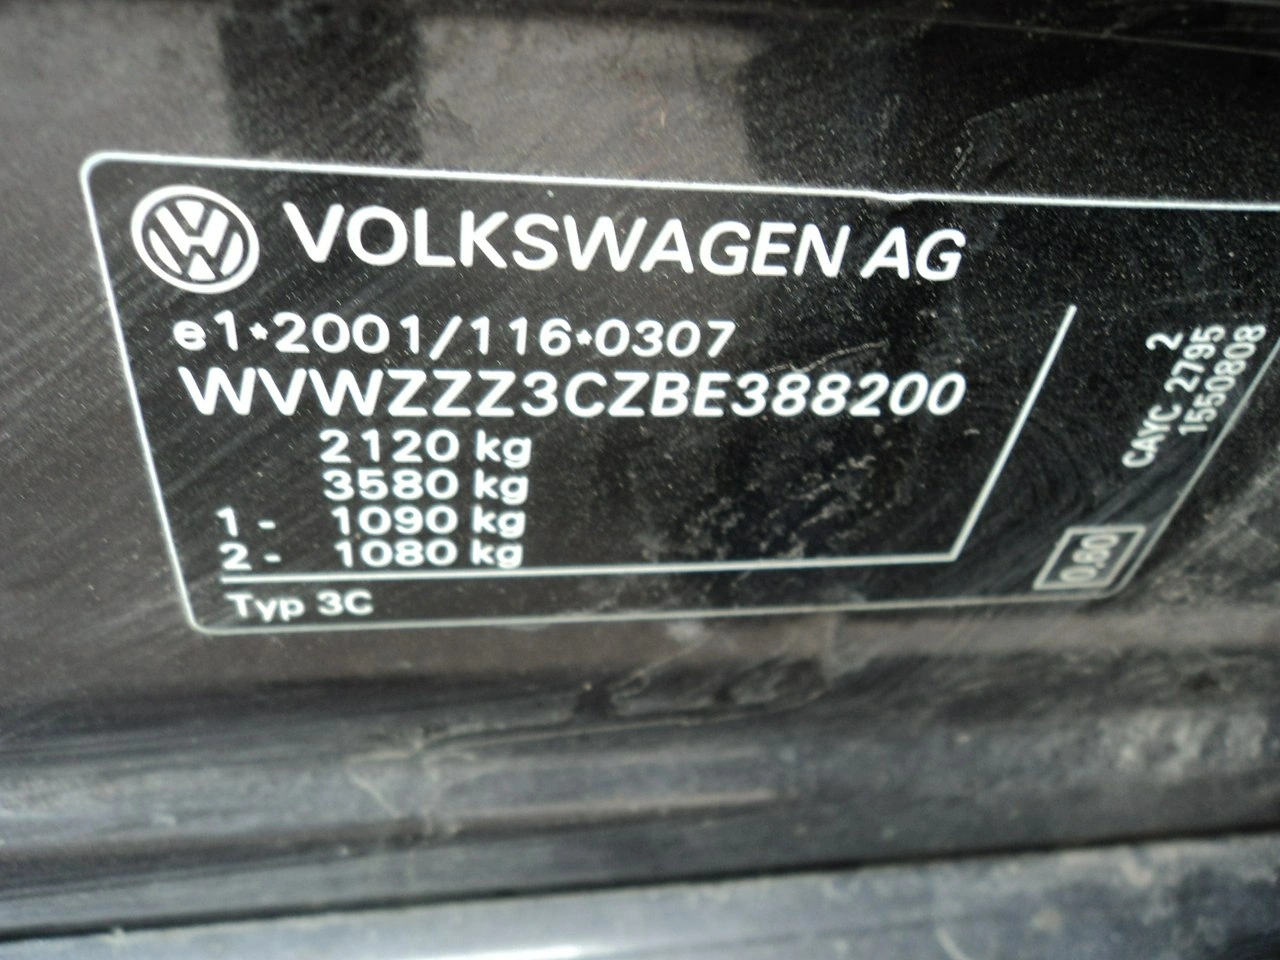 VOLKSWAGEN AG
e1*2001/116*0307
WVWZZZ3CZBE388200
2120 kg
3580 kg
1 - 1090 kg
2 - 1080 kg
Typ 3C
2
CAYC 2795
1550808
0.60